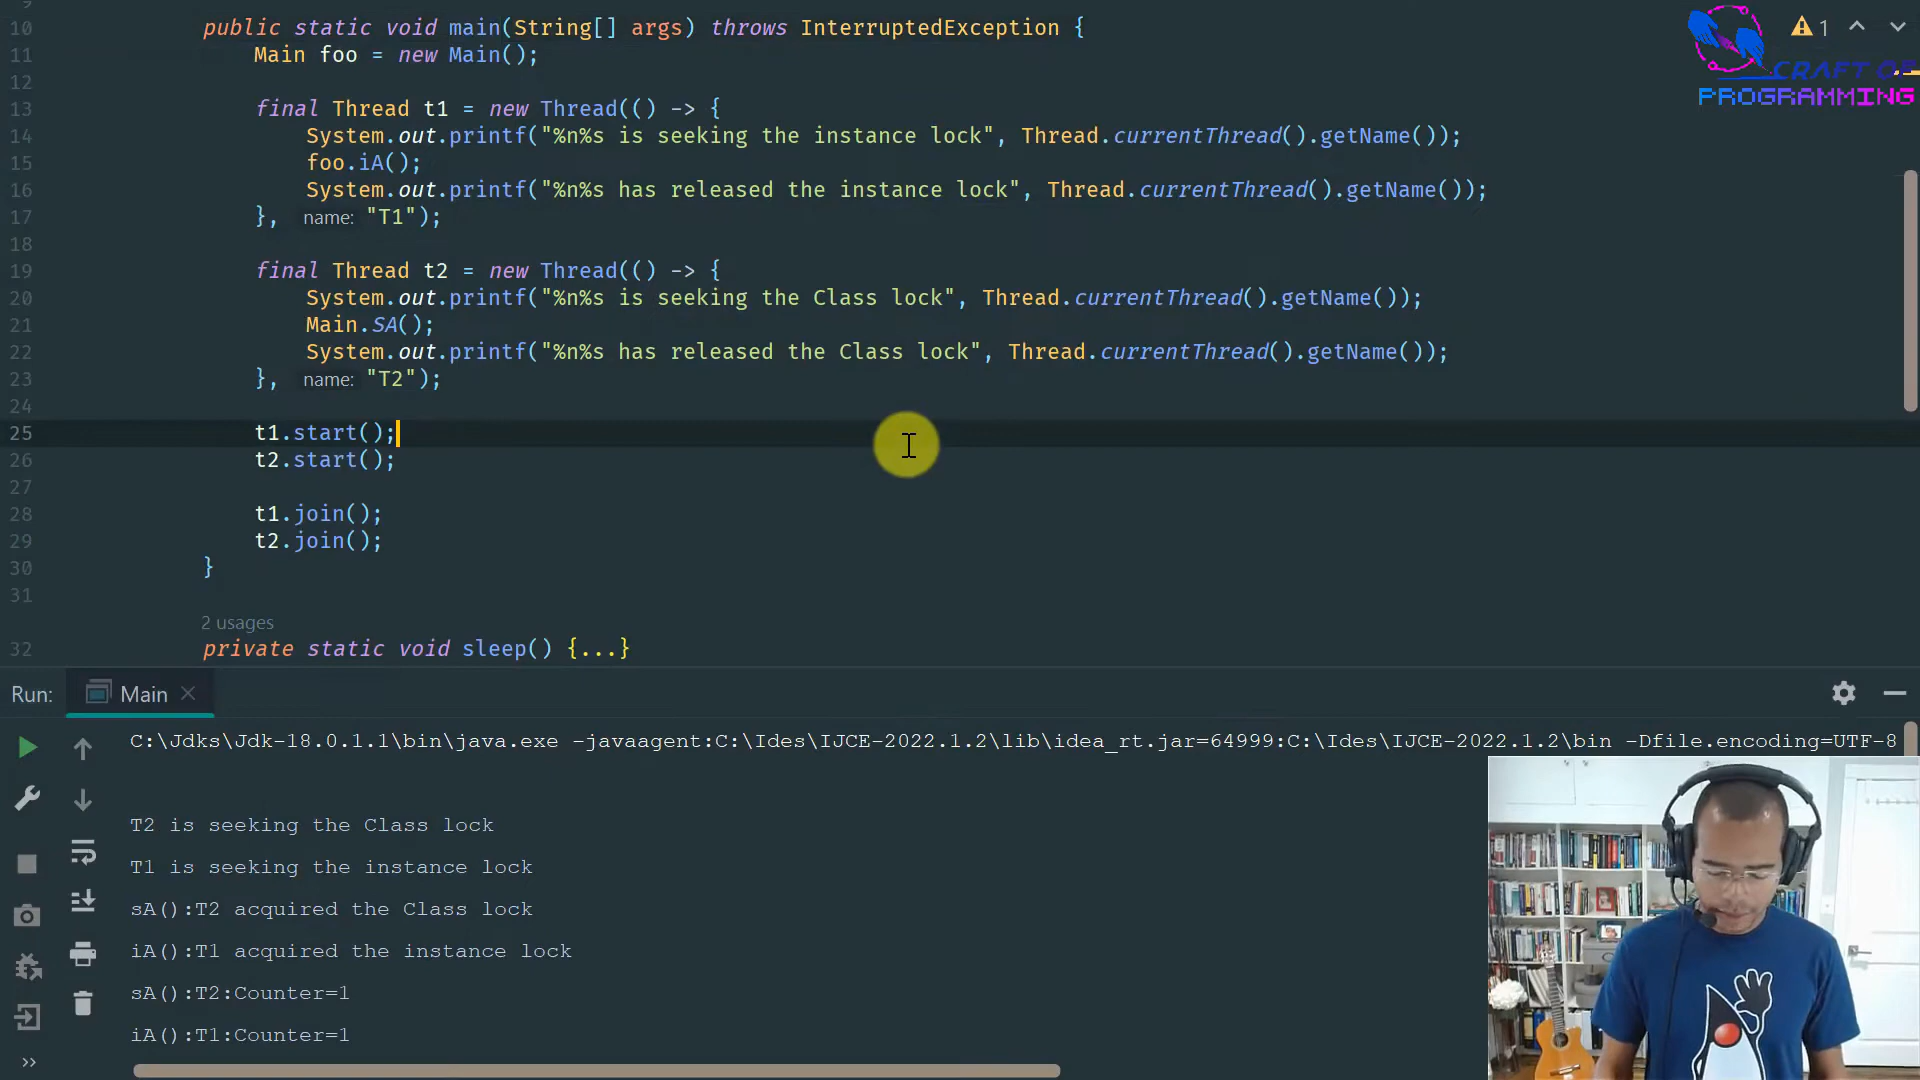 9
10 public static void main(String[] args) throws InterruptedException {
11 Main foo = new Main();
12
13 final Thread t1 = new Thread(() -> {
14 System.out.printf("%n%s is seeking the instance lock", Thread.currentThread().getName());
15 foo.iA();
16 System.out.printf("%n%s has released the instance lock", Thread.currentThread().getName());
17 }, name: "T1");
18
19 final Thread t2 = new Thread(() -> {
20 System.out.printf("%n%s is seeking the Class lock", Thread.currentThread().getName());
21 Main.SA();
22 System.out.printf("%n%s has released the Class lock", Thread.currentThread().getName());
23 }, name: "T2");
24
25 t1.start();
26 t2.start();
27
28 t1.join();
29 t2.join();
30 }
31
2 usages
32 private static void sleep() {...}
1
CRAFT OF
PROGRAMMING
Run: Main
C:\Jdks\Jdk-18.0.1.1\bin\java.exe -javaagent:C:\Ides\IJCE-2022.1.2\lib\idea_rt.jar=64999:C:\Ides\IJCE-2022.1.2\bin -Dfile.encoding=UTF-8
T2 is seeking the Class lock
T1 is seeking the instance lock
sA():T2 acquired the Class lock
iA():T1 acquired the instance lock
sA():T2:Counter=1
iA():T1:Counter=1